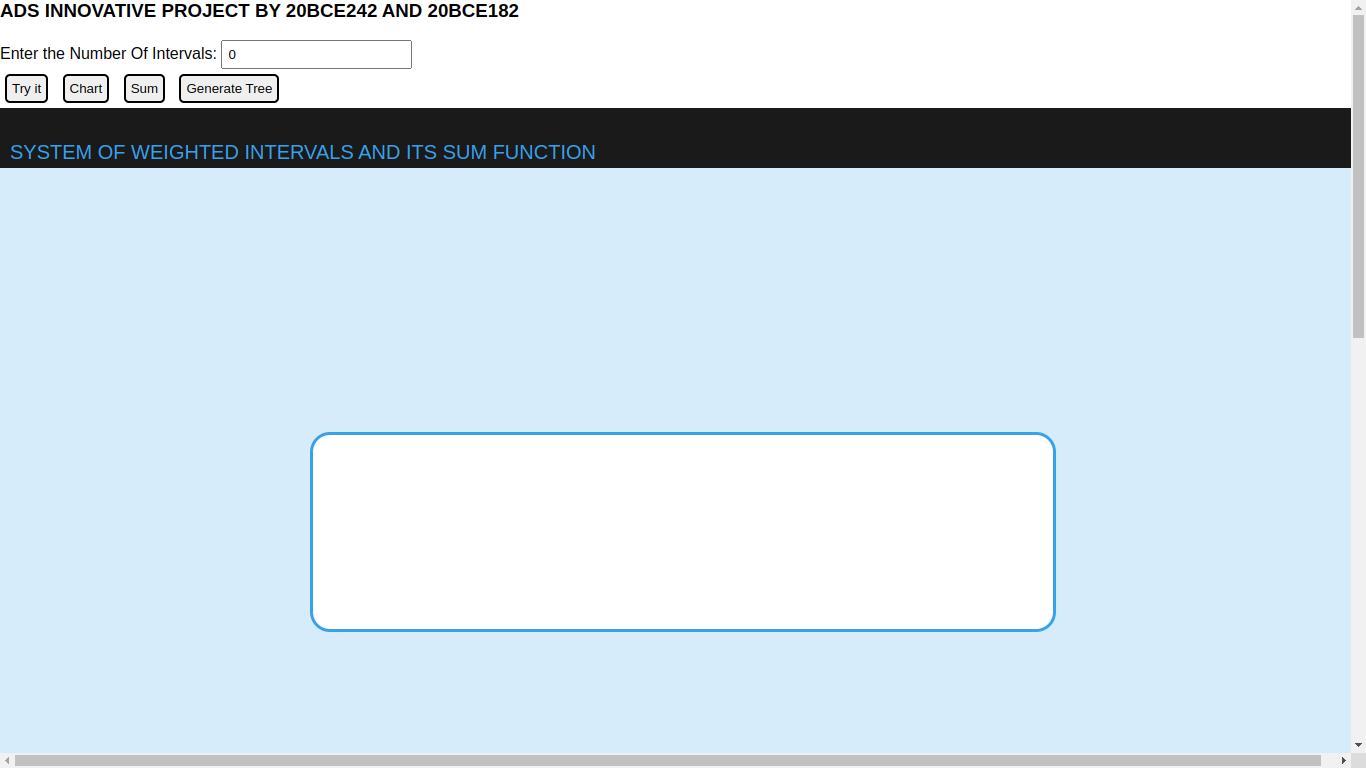 ADS INNOVATIVE PROJECT BY 20BCE242 AND 20BCE182
Enter the Number Of Intervals: 0
Try it Chart Sum Generate Tree
SYSTEM OF WEIGHTED INTERVALS AND ITS SUM FUNCTION